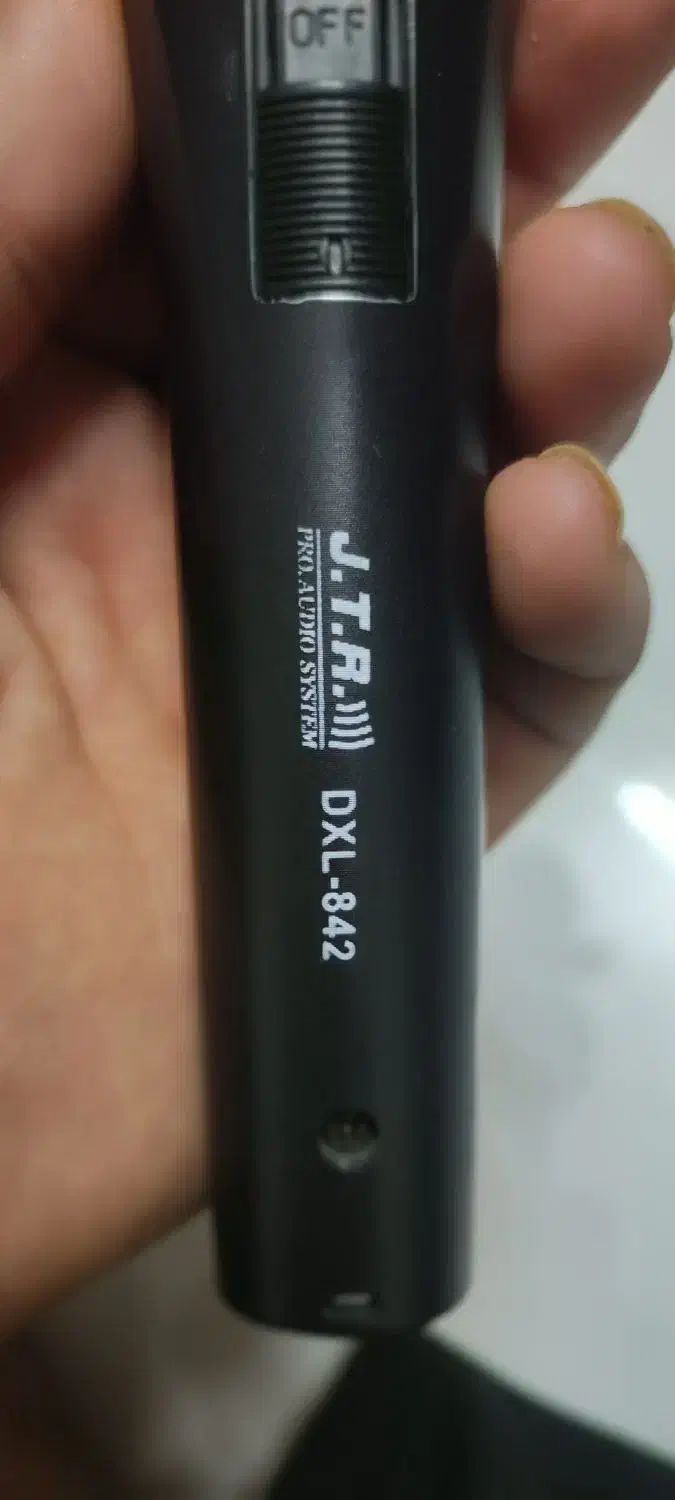 OFF
J.T.R.
PRO.AUDIO SYSTEM
DXL-842